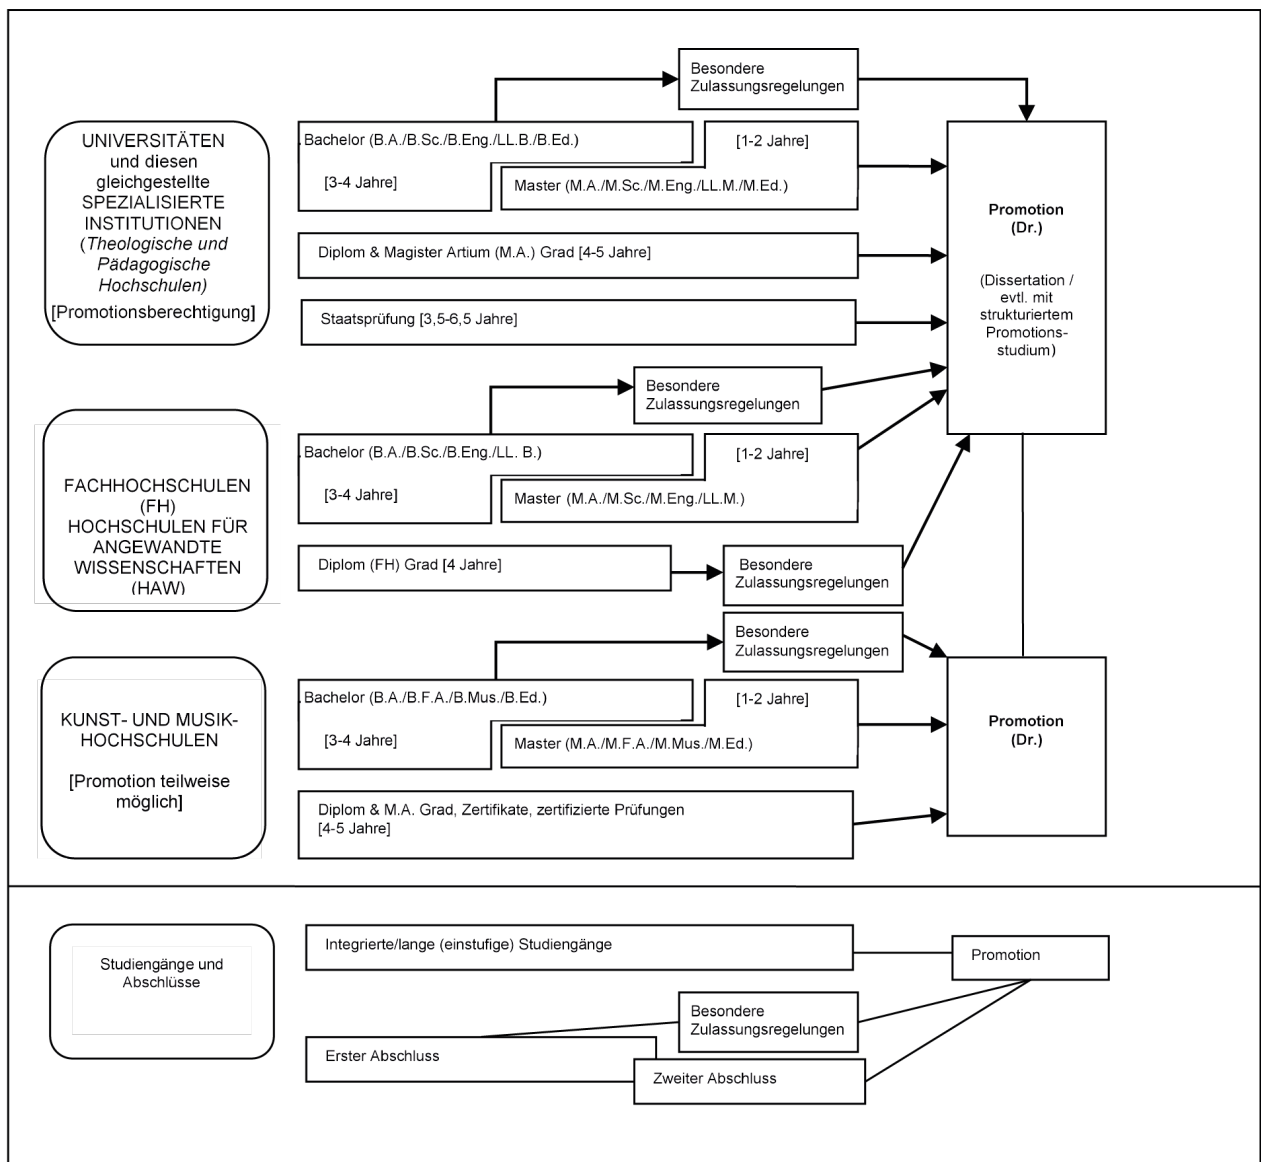 Besondere
Zulassungsregelungen
UNIVERSITÄTEN
und diesen
gleichgestellte
SPEZIALISIERTE
INSTITUTIONEN
(Theologische und
Pädagogische
Hochschulen)
[Promotionsberechtigung]
Bachelor (B.A./B.Sc./B.Eng./LL.B./B.Ed.)
[3-4 Jahre]
[1-2 Jahre]
Master (M.A./M.Sc./M.Eng./LL.M./M.Ed.)
Diplom & Magister Artium (M.A.) Grad [4-5 Jahre]
Staatsprüfung [3,5-6,5 Jahre]
Promotion
(Dr.)
(Dissertation /
evtl. mit
strukturiertem
Promotions-
studium)
Besondere
Zulassungsregelungen
FACHHOCHSCHULEN
(FH)
HOCHSCHULEN FÜR
ANGEWANDTE
WISSENSCHAFTEN
(HAW)
Bachelor (B.A./B.Sc./B.Eng./LL. B.)
[3-4 Jahre]
[1-2 Jahre]
Master (M.A./M.Sc./M.Eng./LL.M.)
Diplom (FH) Grad [4 Jahre]
Besondere
Zulassungsregelungen
Besondere
Zulassungsregelungen
KUNST- UND MUSIK-
HOCHSCHULEN
[Promotion teilweise
möglich]
Bachelor (B.A./B.F.A./B.Mus./B.Ed.)
[3-4 Jahre]
[1-2 Jahre]
Master (M.A./M.F.A./M.Mus./M.Ed.)
Diplom & M.A. Grad, Zertifikate, zertifizierte Prüfungen
[4-5 Jahre]
Promotion
(Dr.)
Studiengänge und
Abschlüsse
Integrierte/lange (einstufige) Studiengänge
Promotion
Besondere
Zulassungsregelungen
Erster Abschluss
Zweiter Abschluss